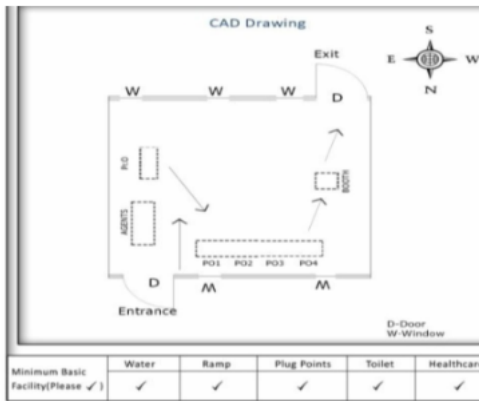 CAD Drawing
S
E W
N
Exit
W W W
D
PrO
BOOTH
AGENTS
PO1 PO2 PO3 PO4
D
W W
Entrance
D-Door
W-Window
Minimum Basic Facility(Please ✓) Water Ramp Plug Points Toilet Healthcare
✓ ✓ ✓ ✓ ✓